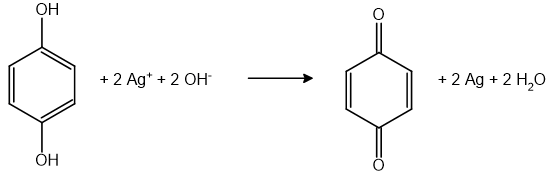 OH
+ 2 Ag⁺ + 2 OH⁻
OH
O
+ 2 Ag + 2 H₂O
O